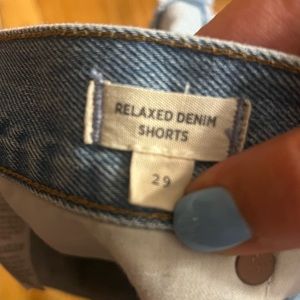 RELAXED DENIM
SHORTS
29